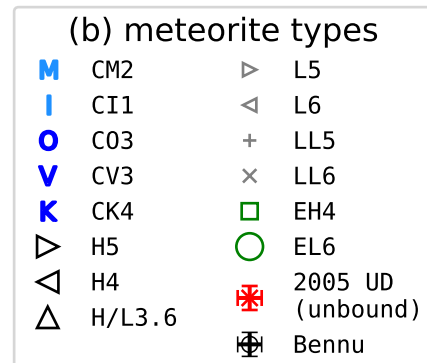 (b) meteorite types
M CM2
I CI1
O CO3
V CV3
K CK4
H5
H4
H/L3.6
L5
L6
LL5
LL6
EH4
EL6
2005 UD
(unbound)
Bennu